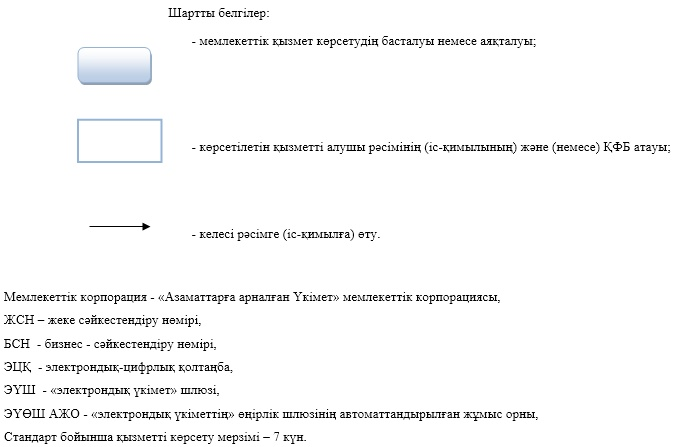 Шартты белгілер:
- мемлекеттік қызмет көрсетудің басталуы немесе аяқталуы;
- көрсетілетін қызметті алушы рәсімінің (іс-қимылының) және (немесе) ҚФБ атауы;
- келесі рәсімге (іс-қимылға) өту.
Мемлекеттік корпорация - «Азаматтарға арналған Үкімет» мемлекеттік корпорациясы,
ЖСН – жеке сәйкестендіру нөмірі,
БСН - бизнес - сәйкестендіру нөмірі,
ЭЦҚ - электрондық-цифрлық қолтаңба,
ЭҮШ - «электрондық үкімет» шлюзі,
ЭҮӨШ АЖО - «электрондық үкіметтің» өңірлік шлюзінің автоматтандырылған жұмыс орны,
Стандарт бойынша қызметті көрсету мерзімі – 7 күн.